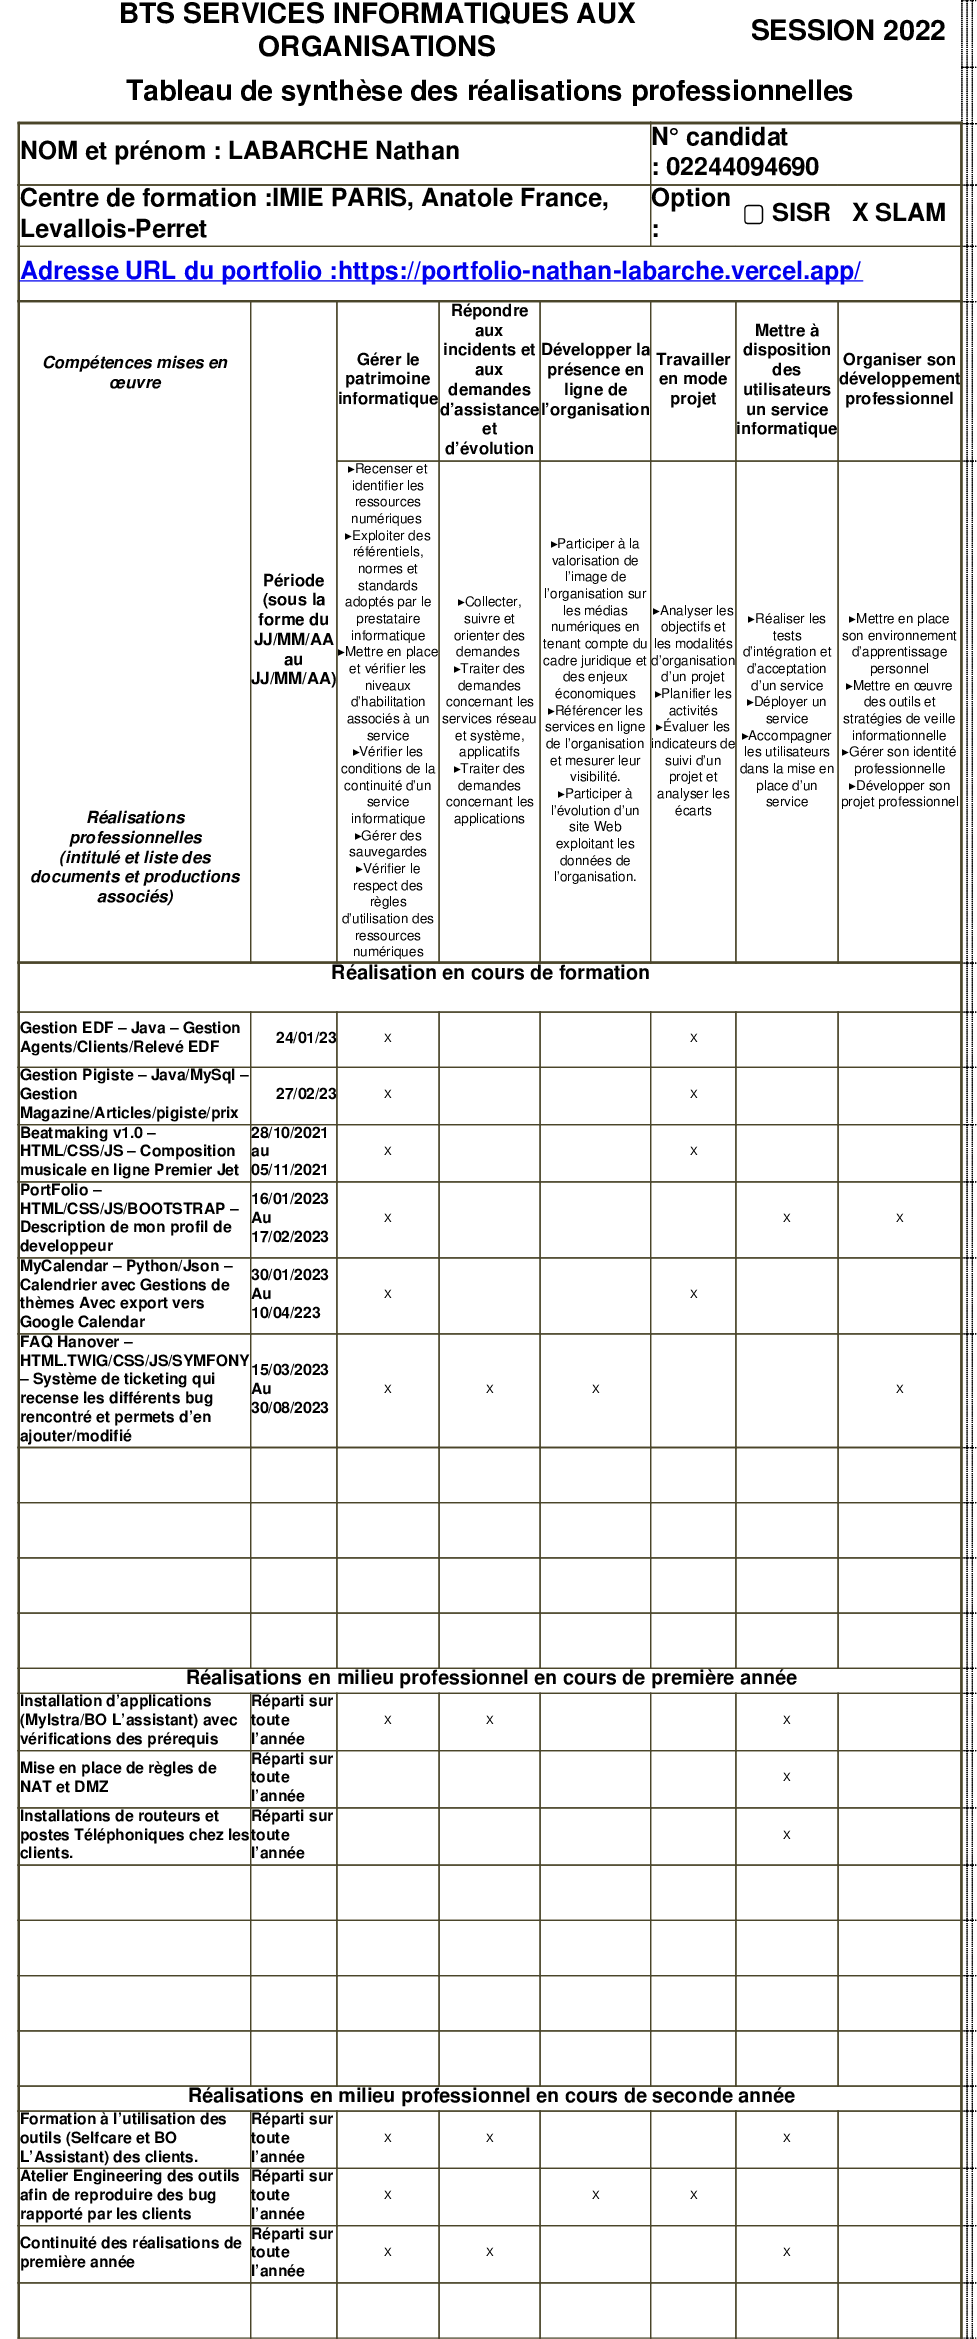 BTS SERVICES INFORMATIQUES AUX
ORGANISATIONS
SESSION 2022
Tableau de synthèse des réalisations professionnelles
NOM et prénom : LABARCHE Nathan
N° candidat
: 02244094690
Centre de formation :IMIE PARIS, Anatole France,
Levallois-Perret
Option
:
▢ SISR X SLAM
Adresse URL du portfolio :https://portfolio-nathan-labarche.vercel.app/
Compétences mises en
œuvre
Réalisations
professionnelles
(intitulé et liste des
documents et productions
associés)
Période
(sous la
forme du
JJ/MM/AA
au
JJ/MM/AA)
Gérer le
patrimoine
informatique
Répondre
aux
incidents et
aux
demandes
d’assistance
et
d’évolution
Développer la
présence en
ligne de
l’organisation
Travailler
en mode
projet
Mettre à
disposition
des
utilisateurs
un service
informatique
Organiser son
développement
professionnel
▸Recenser et
identifier les
ressources
numériques
▸Exploiter des
référentiels,
normes et
standards
adoptés par le
prestataire
informatique
▸Mettre en place
et vérifier les
niveaux
d’habilitation
associés à un
service
▸Vérifier les
conditions de la
continuité d’un
service
informatique
▸Gérer des
sauvegardes
▸Vérifier le
respect des
règles
d’utilisation des
ressources
numériques
▸Collecter,
suivre et
orienter des
demandes
▸Traiter des
demandes
concernant les
services réseau
et système,
applicatifs
▸Traiter des
demandes
concernant les
applications
▸Participer à la
valorisation de
l’image de
l’organisation sur
les médias
numériques en
tenant compte du
cadre juridique et
des enjeux
économiques
▸Référencer les
services en ligne
de l’organisation
et mesurer leur
visibilité.
▸Participer à
l’évolution d’un
site Web
exploitant les
données de
l’organisation.
▸Analyser les
objectifs et
les modalités
d’organisation
d’un projet
▸Planifier les
activités
▸Évaluer les
indicateurs de
suivi d’un
projet et
analyser les
écarts
▸Réaliser les
tests
d’intégration et
d’acceptation
d’un service
▸Déployer un
service
▸Accompagner
les utilisateurs
dans la mise en
place d’un
service
▸Mettre en place
son environnement
d’apprentissage
personnel
▸Mettre en œuvre
des outils et
stratégies de veille
informationnelle
▸Gérer son identité
professionnelle
▸Développer son
projet professionnel
Réalisation en cours de formation
Gestion EDF – Java – Gestion
Agents/Clients/Relevé EDF
24/01/23
X X
Gestion Pigiste – Java/MySql –
Gestion
Magazine/Articles/pigiste/prix
27/02/23
X X
Beatmaking v1.0 –
HTML/CSS/JS – Composition
musicale en ligne Premier Jet
28/10/2021
au
05/11/2021
X X
PortFolio –
HTML/CSS/JS/BOOTSTRAP –
Description de mon profil de
developpeur
16/01/2023
Au
17/02/2023
X X X
MyCalendar – Python/Json –
Calendrier avec Gestions de
thèmes Avec export vers
Google Calendar
30/01/2023
Au
10/04/223
X X
FAQ Hanover –
HTML.TWIG/CSS/JS/SYMFONY
– Système de ticketing qui
recense les différents bug
rencontré et permets d’en
ajouter/modifié
15/03/2023
Au
30/08/2023
X X X X
Réalisations en milieu professionnel en cours de première année
Installation d’applications
(MyIstra/BO L’assistant) avec
vérifications des prérequis
Réparti sur
toute
l’année
X X X
Mise en place de règles de
NAT et DMZ
Réparti sur
toute
l’année
X
Installations de routeurs et
postes Téléphoniques chez les
clients.
Réparti sur
toute
l’année
X
Réalisations en milieu professionnel en cours de seconde année
Formation à l’utilisation des
outils (Selfcare et BO
L’Assistant) des clients.
Réparti sur
toute
l’année
X X X
Atelier Engineering des outils
afin de reproduire des bug
rapporté par les clients
Réparti sur
toute
l’année
X X X
Continuité des réalisations de
première année
Réparti sur
toute
l’année
X X X